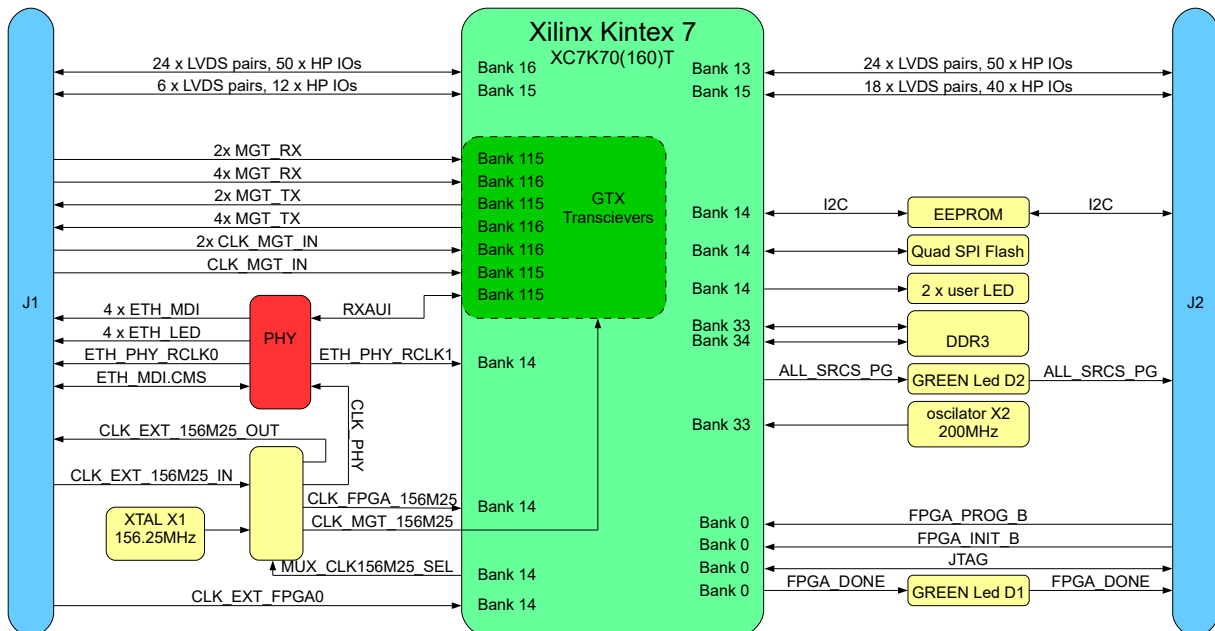 Xilinx Kintex 7
XC7K70(160)T
24 x LVDS pairs, 50 x HP IOs
Bank 16
6 x LVDS pairs, 12 x HP IOs
Bank 15
Bank 13
24 x LVDS pairs, 50 x HP IOs
Bank 15
18 x LVDS pairs, 40 x HP IOs
2x MGT_RX
Bank 115
4x MGT_RX
Bank 116
2x MGT_TX
Bank 115
4x MGT_TX
Bank 116
2x CLK_MGT_IN
Bank 116
CLK_MGT_IN
Bank 115
Bank 115
GTX
Transcievers
J1
4 x ETH_MDI
4 x ETH_LED
ETH_PHY_RCLK0
ETH_MDI.CMS
PHY
RXAUI
ETH_PHY_RCLK1
Bank 14
CLK_PHY
CLK_EXT_156M25_OUT
CLK_EXT_156M25_IN
XTAL X1
156.25MHz
CLK_FPGA_156M25
Bank 14
CLK_MGT_156M25
MUX_CLK156M25_SEL
Bank 14
CLK_EXT_FPGA0
Bank 14
Bank 14
I2C
EEPROM
I2C
Bank 14
Quad SPI Flash
Bank 14
2 x user LED
Bank 33
Bank 34
DDR3
ALL_SRCS_PG
GREEN Led D2
ALL_SRCS_PG
Bank 33
oscilator X2
200MHz
Bank 0
FPGA_PROG_B
Bank 0
FPGA_INIT_B
Bank 0
JTAG
Bank 0
FPGA_DONE
GREEN Led D1
FPGA_DONE
J2